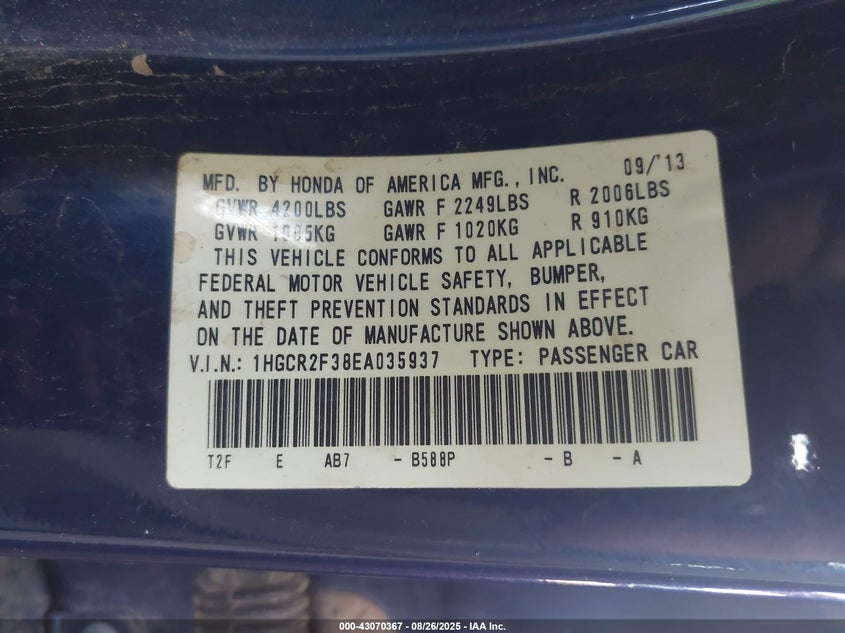 MFD. BY HONDA OF AMERICA MFG., INC. 09/'13
GVWR 4200LBS GAWR F 2249LBS R 2006LBS
GVWR 1905KG GAWR F 1020KG R 910KG
THIS VEHICLE CONFORMS TO ALL APPLICABLE
FEDERAL MOTOR VEHICLE SAFETY, BUMPER,
AND THEFT PREVENTION STANDARDS IN EFFECT
ON THE DATE OF MANUFACTURE SHOWN ABOVE.
V.I.N.: 1HGCR2F38EA035937 TYPE: PASSENGER CAR
T2F E AB7 - B588P - B - A
000-43070367 - 08/26/2025 - IAA Inc.